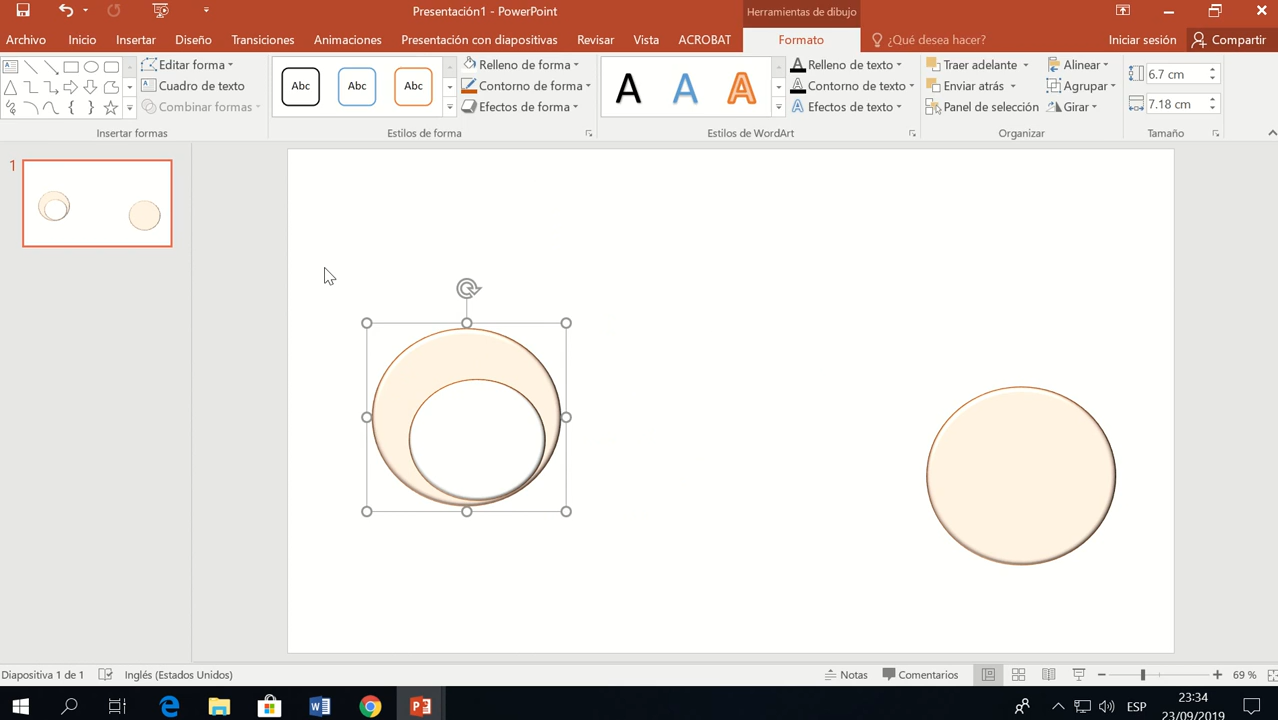 Presentación1 - PowerPoint
Herramientas de dibujo
Archivo Inicio Insertar Diseño Transiciones Animaciones Presentación con diapositivas Revisar Vista ACROBAT Formato ¿Qué desea hacer? Iniciar sesión Compartir
Editar forma
Cuadro de texto
Combinar formas
Insertar formas
Abc Abc Abc
Relleno de forma
Contorno de forma
Efectos de forma
Estilos de forma
A A A
Relleno de texto
Contorno de texto
Efectos de texto
Estilos de WordArt
Traer adelante
Enviar atrás
Panel de selección
Alinear
Agrupar
Girar
Organizar
6.7 cm
7.18 cm
Tamaño
1
Diapositiva 1 de 1 Inglés (Estados Unidos) Notas Comentarios 69 %
ESP
23:34
23/09/2019